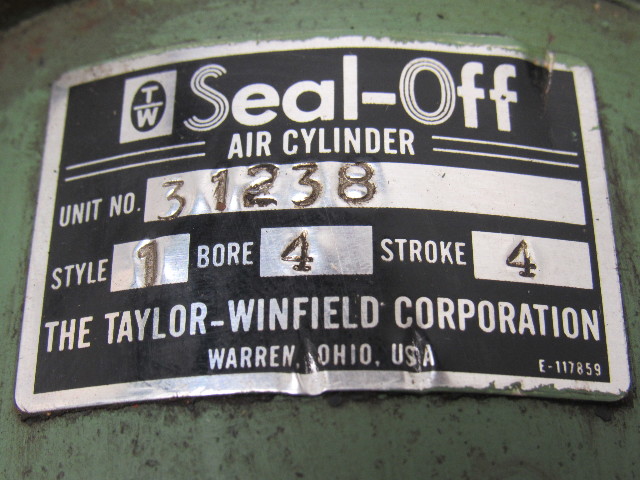 TW
Seal-Off
AIR CYLINDER
UNIT NO. 31238
STYLE 1 BORE 4 STROKE 4
THE TAYLOR-WINFIELD CORPORATION
WARREN, OHIO, USA
E-117859